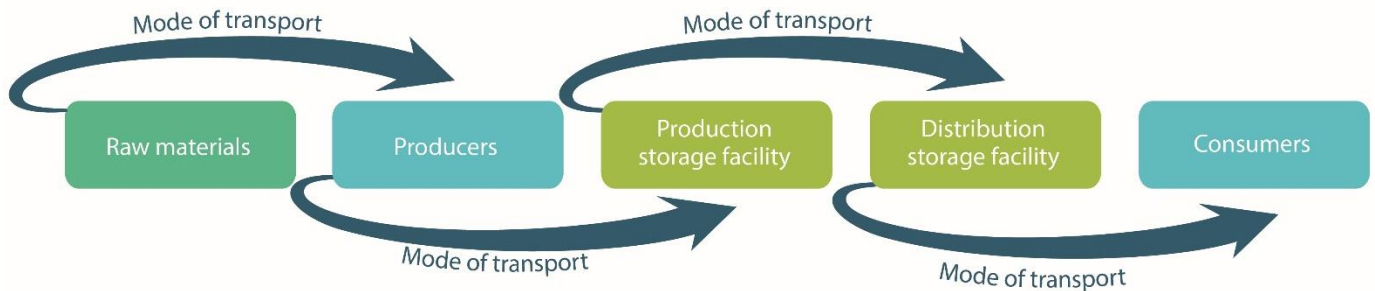 Mode of transport
Mode of transport
Raw materials
Producers
Production
storage facility
Distribution
storage facility
Consumers
Mode of transport
Mode of transport